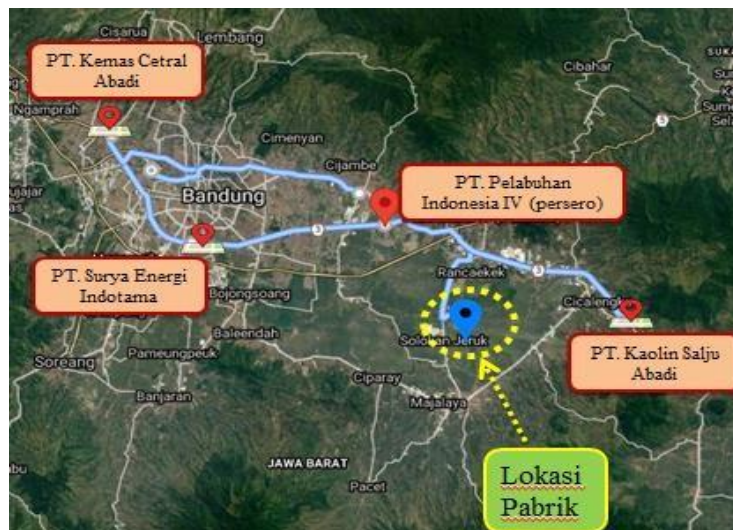 Cisarua
Lembang
PT. Kemas Cetral
Abadi
Cibahar
Ngamprah
Cimenyan
Cijambe
PT. Pelabuhan
Indonesia IV (persero)
Bandung
3
PT. Surya Energi
Indotama
Rancaekek
3
Bojongsoang
Cicalengka
Baleendah
Solokan Jeruk
Soreang
Pameungpeuk
PT. Kaolin Salju
Abadi
Ciparay
Banjaran
Majalaya
JAWA BARAT
Pacet
Lokasi
Pabrik